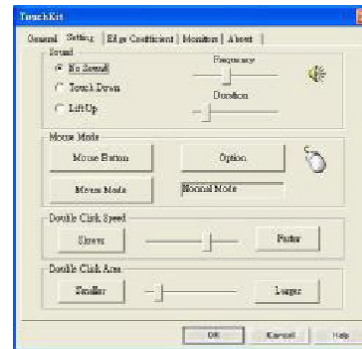 TouchKit
General Setting Edge Coefficient Monitors About
Sound
No Sound
Touch Down
Lift Up
Frequency
Duration
Mouse Mode
Mouse Button
Option
Mouse Mode
Normal Mode
Double Click Speed
Slower
Faster
Double Click Area
Smaller
Larger
OK Cancel Help